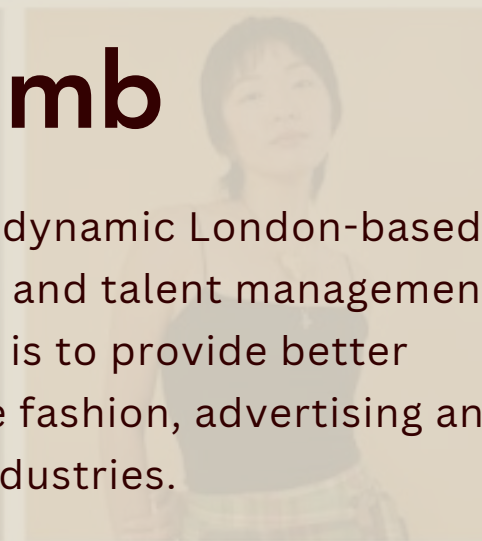 mb
dynamic London-based
and talent managemen
is to provide better
e fashion, advertising an
dustries.